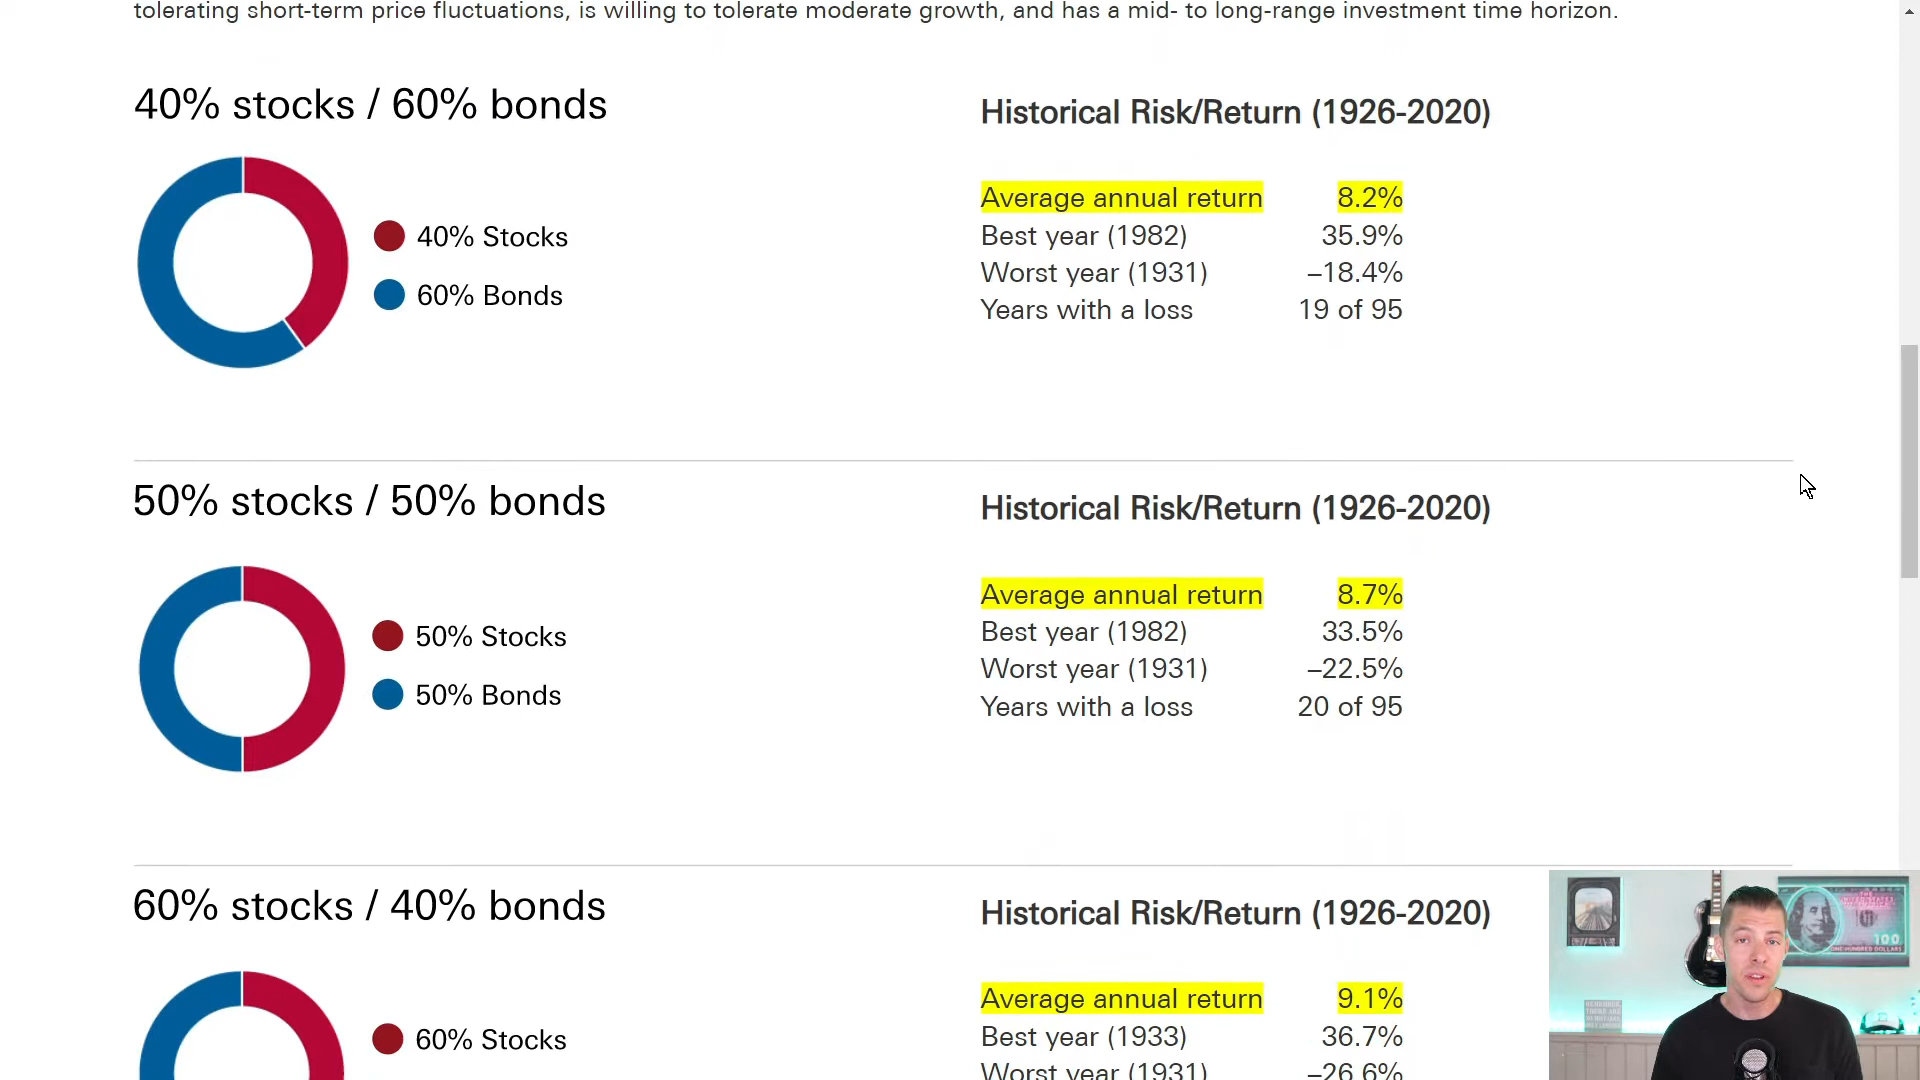 tolerating short-term price fluctuations, is willing to tolerate moderate growth, and has a mid- to long-range investment time horizon.
40% stocks / 60% bonds
40% Stocks
60% Bonds
Historical Risk/Return (1926-2020)
Average annual return 8.2%
Best year (1982) 35.9%
Worst year (1931) –18.4%
Years with a loss 19 of 95
50% stocks / 50% bonds
50% Stocks
50% Bonds
Historical Risk/Return (1926-2020)
Average annual return 8.7%
Best year (1982) 33.5%
Worst year (1931) –22.5%
Years with a loss 20 of 95
60% stocks / 40% bonds
60% Stocks
Historical Risk/Return (1926-2020)
Average annual return 9.1%
Best year (1933) 36.7%
Worst year (1931) –26.6%
100